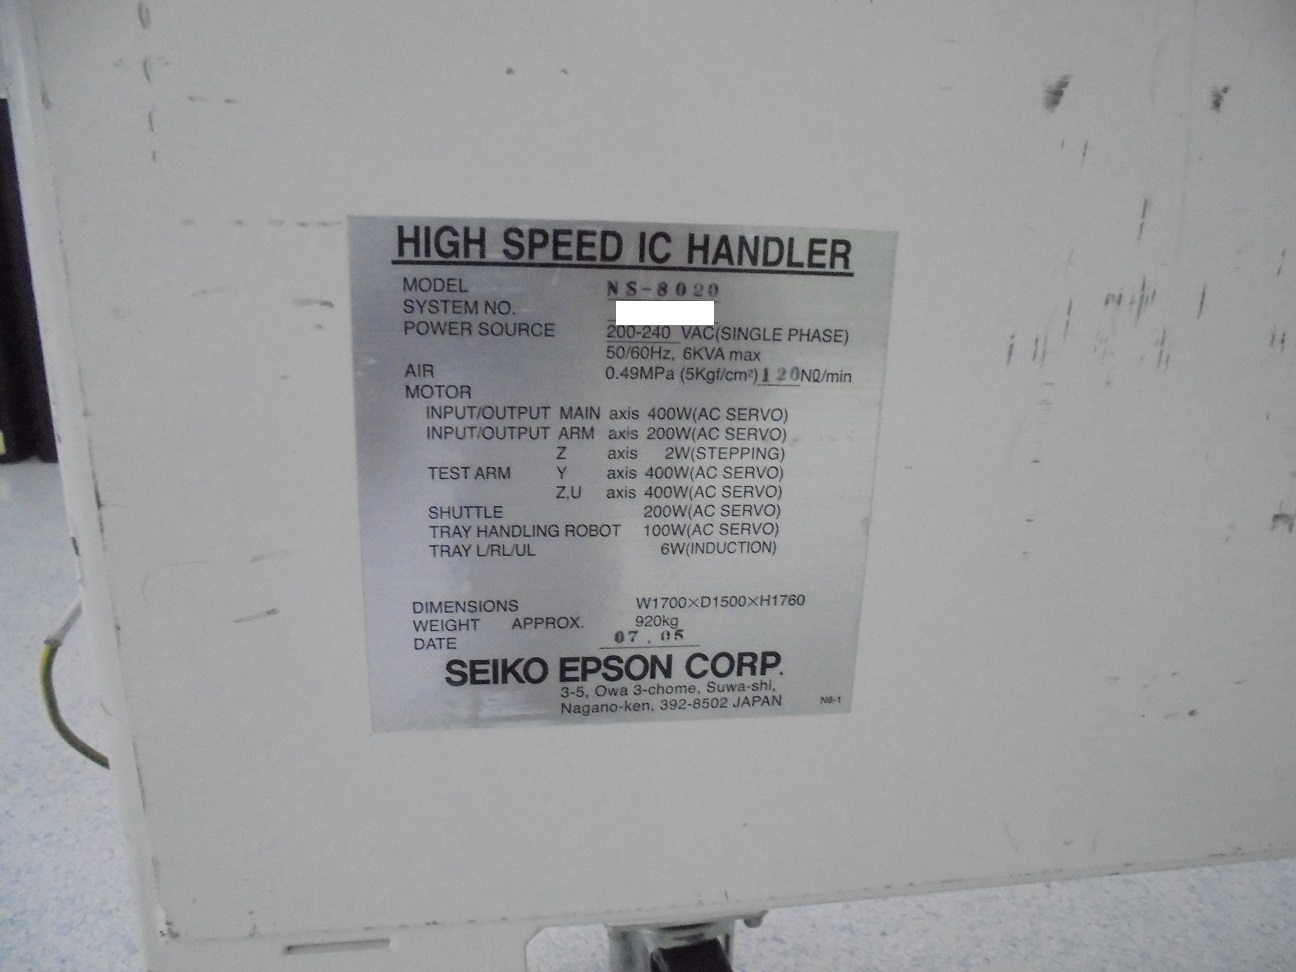 HIGH SPEED IC HANDLER
MODEL NS-8020
SYSTEM NO.
POWER SOURCE 200-240 VAC(SINGLE PHASE)
50/60Hz, 6KVA max
AIR 0.49MPa (5Kgf/cm²) 120Nℓ/min
MOTOR
INPUT/OUTPUT MAIN axis 400W(AC SERVO)
INPUT/OUTPUT ARM axis 200W(AC SERVO)
Z axis 2W(STEPPING)
TEST ARM Y axis 400W(AC SERVO)
Z,U axis 400W(AC SERVO)
SHUTTLE 200W(AC SERVO)
TRAY HANDLING ROBOT 100W(AC SERVO)
TRAY L/RL/UL 6W(INDUCTION)
DIMENSIONS W1700×D1500×H1760
WEIGHT APPROX. 920kg
DATE 07.05
SEIKO EPSON CORP.
3-5, Owa 3-chome, Suwa-shi,
Nagano-ken, 392-8502 JAPAN